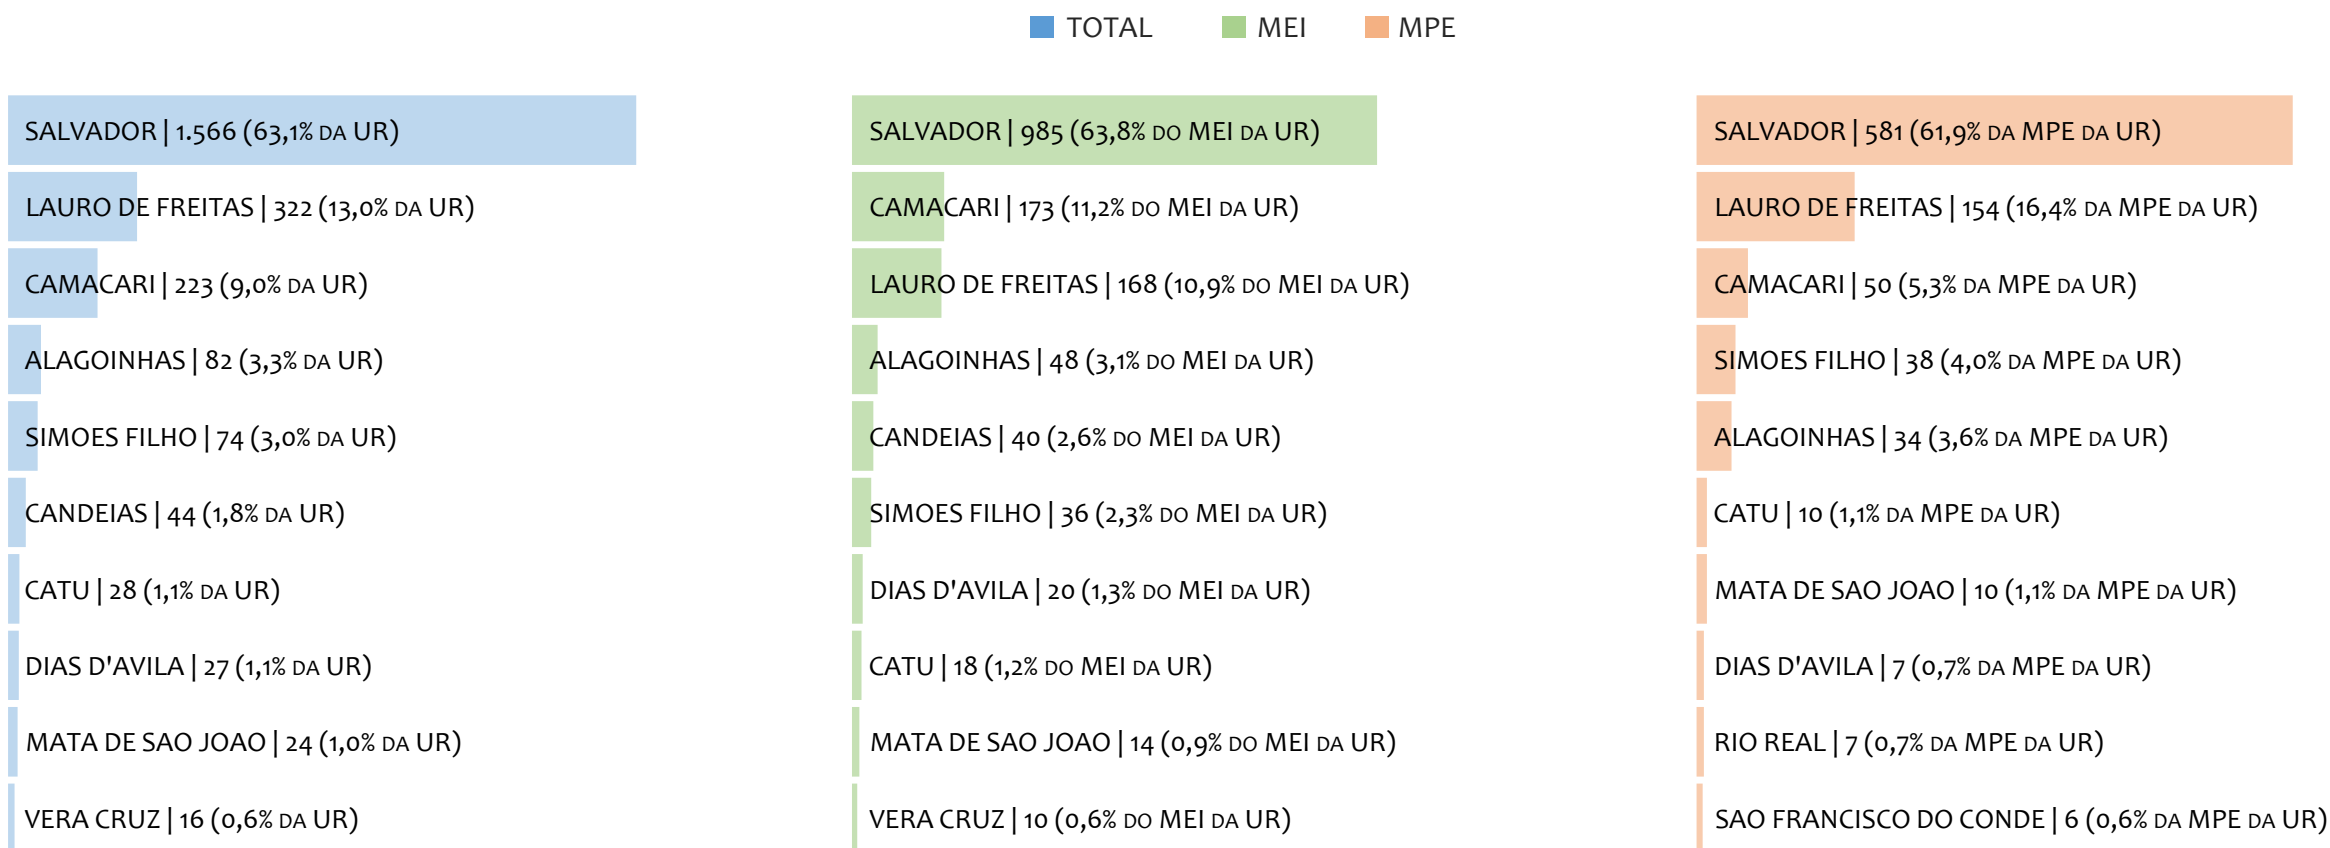 TOTAL MEI MPE
SALVADOR | 1.566 (63,1% DA UR)
LAURO DE FREITAS | 322 (13,0% DA UR)
CAMACARI | 223 (9,0% DA UR)
ALAGOINHAS | 82 (3,3% DA UR)
SIMOES FILHO | 74 (3,0% DA UR)
CANDEIAS | 44 (1,8% DA UR)
CATU | 28 (1,1% DA UR)
DIAS D'AVILA | 27 (1,1% DA UR)
MATA DE SAO JOAO | 24 (1,0% DA UR)
VERA CRUZ | 16 (0,6% DA UR)
SALVADOR | 985 (63,8% DO MEI DA UR)
CAMACARI | 173 (11,2% DO MEI DA UR)
LAURO DE FREITAS | 168 (10,9% DO MEI DA UR)
ALAGOINHAS | 48 (3,1% DO MEI DA UR)
CANDEIAS | 40 (2,6% DO MEI DA UR)
SIMOES FILHO | 36 (2,3% DO MEI DA UR)
DIAS D'AVILA | 20 (1,3% DO MEI DA UR)
CATU | 18 (1,2% DO MEI DA UR)
MATA DE SAO JOAO | 14 (0,9% DO MEI DA UR)
VERA CRUZ | 10 (0,6% DO MEI DA UR)
SALVADOR | 581 (61,9% DA MPE DA UR)
LAURO DE FREITAS | 154 (16,4% DA MPE DA UR)
CAMACARI | 50 (5,3% DA MPE DA UR)
SIMOES FILHO | 38 (4,0% DA MPE DA UR)
ALAGOINHAS | 34 (3,6% DA MPE DA UR)
CATU | 10 (1,1% DA MPE DA UR)
MATA DE SAO JOAO | 10 (1,1% DA MPE DA UR)
DIAS D'AVILA | 7 (0,7% DA MPE DA UR)
RIO REAL | 7 (0,7% DA MPE DA UR)
SAO FRANCISCO DO CONDE | 6 (0,6% DA MPE DA UR)